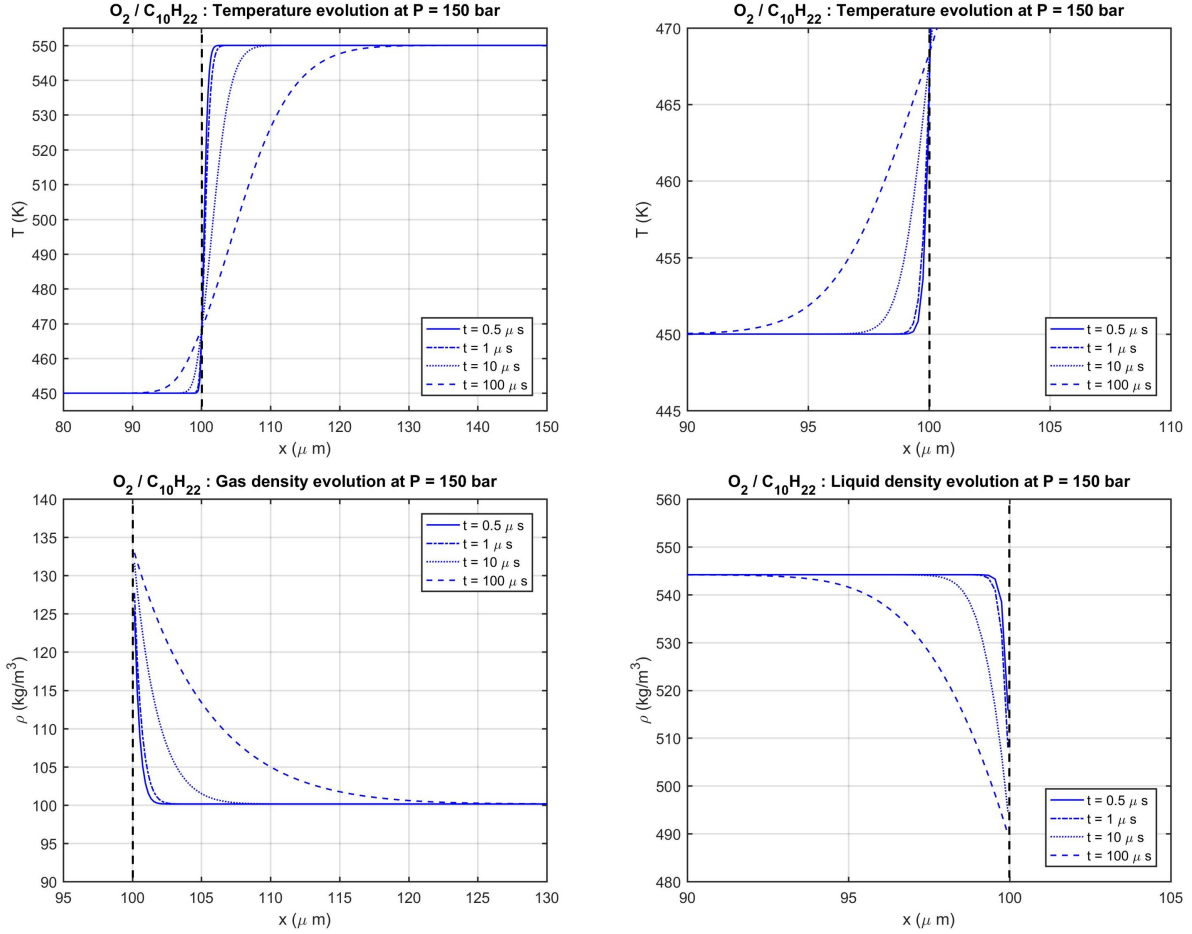 O2 / C10H22 : Temperature evolution at P = 150 bar
T (K)
550
540
530
520
510
500
490
480
470
460
450
80
90
100
110
120
130
140
150
x (μ m)
t = 0.5 μ s
t = 1 μ s
t = 10 μ s
t = 100 μ s
O2 / C10H22 : Temperature evolution at P = 150 bar
T (K)
470
465
460
455
450
445
90
95
100
105
110
x (μ m)
t = 0.5 μ s
t = 1 μ s
t = 10 μ s
t = 100 μ s
O2 / C10H22 : Gas density evolution at P = 150 bar
ρ (kg/m3)
140
135
130
125
120
115
110
105
100
95
90
95
100
105
110
115
120
125
130
x (μ m)
t = 0.5 μ s
t = 1 μ s
t = 10 μ s
t = 100 μ s
O2 / C10H22 : Liquid density evolution at P = 150 bar
ρ (kg/m3)
560
550
540
530
520
510
500
490
480
90
95
100
105
x (μ m)
t = 0.5 μ s
t = 1 μ s
t = 10 μ s
t = 100 μ s